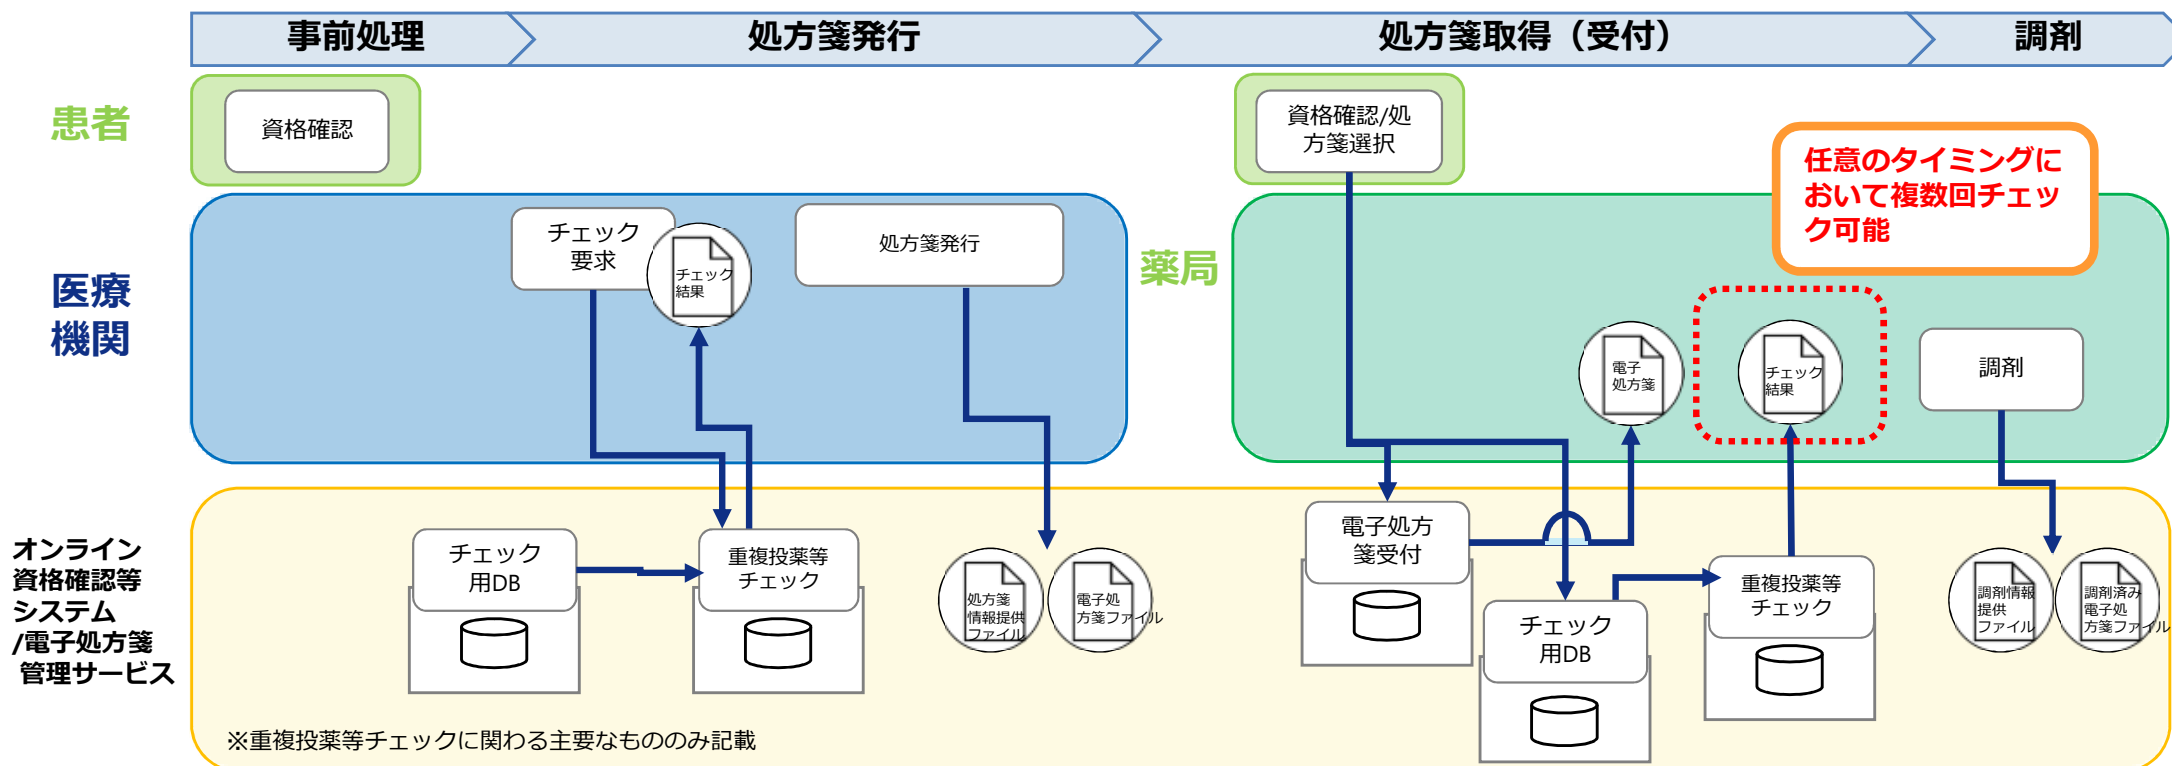 事前処理
処方箋発行
処方箋取得（受付）
調剤
患者
資格確認
資格確認/処
方箋選択
任意のタイミングに
おいて複数回チェッ
ク可能
医療
機関
チェック
要求
チェック
結果
処方箋発行
薬局
電子
処方箋
チェック
結果
調剤
オンライン
資格確認等
システム
/電子処方箋
管理サービス
チェック
用DB
重複投薬等
チェック
処方箋
情報提供
ファイル
電子処
方箋ファイル
電子処方
箋受付
チェック
用DB
重複投薬等
チェック
調剤情報
提供
ファイル
調剤済み
電子処
方箋ファイル
※重複投薬等チェックに関わる主要なもののみ記載